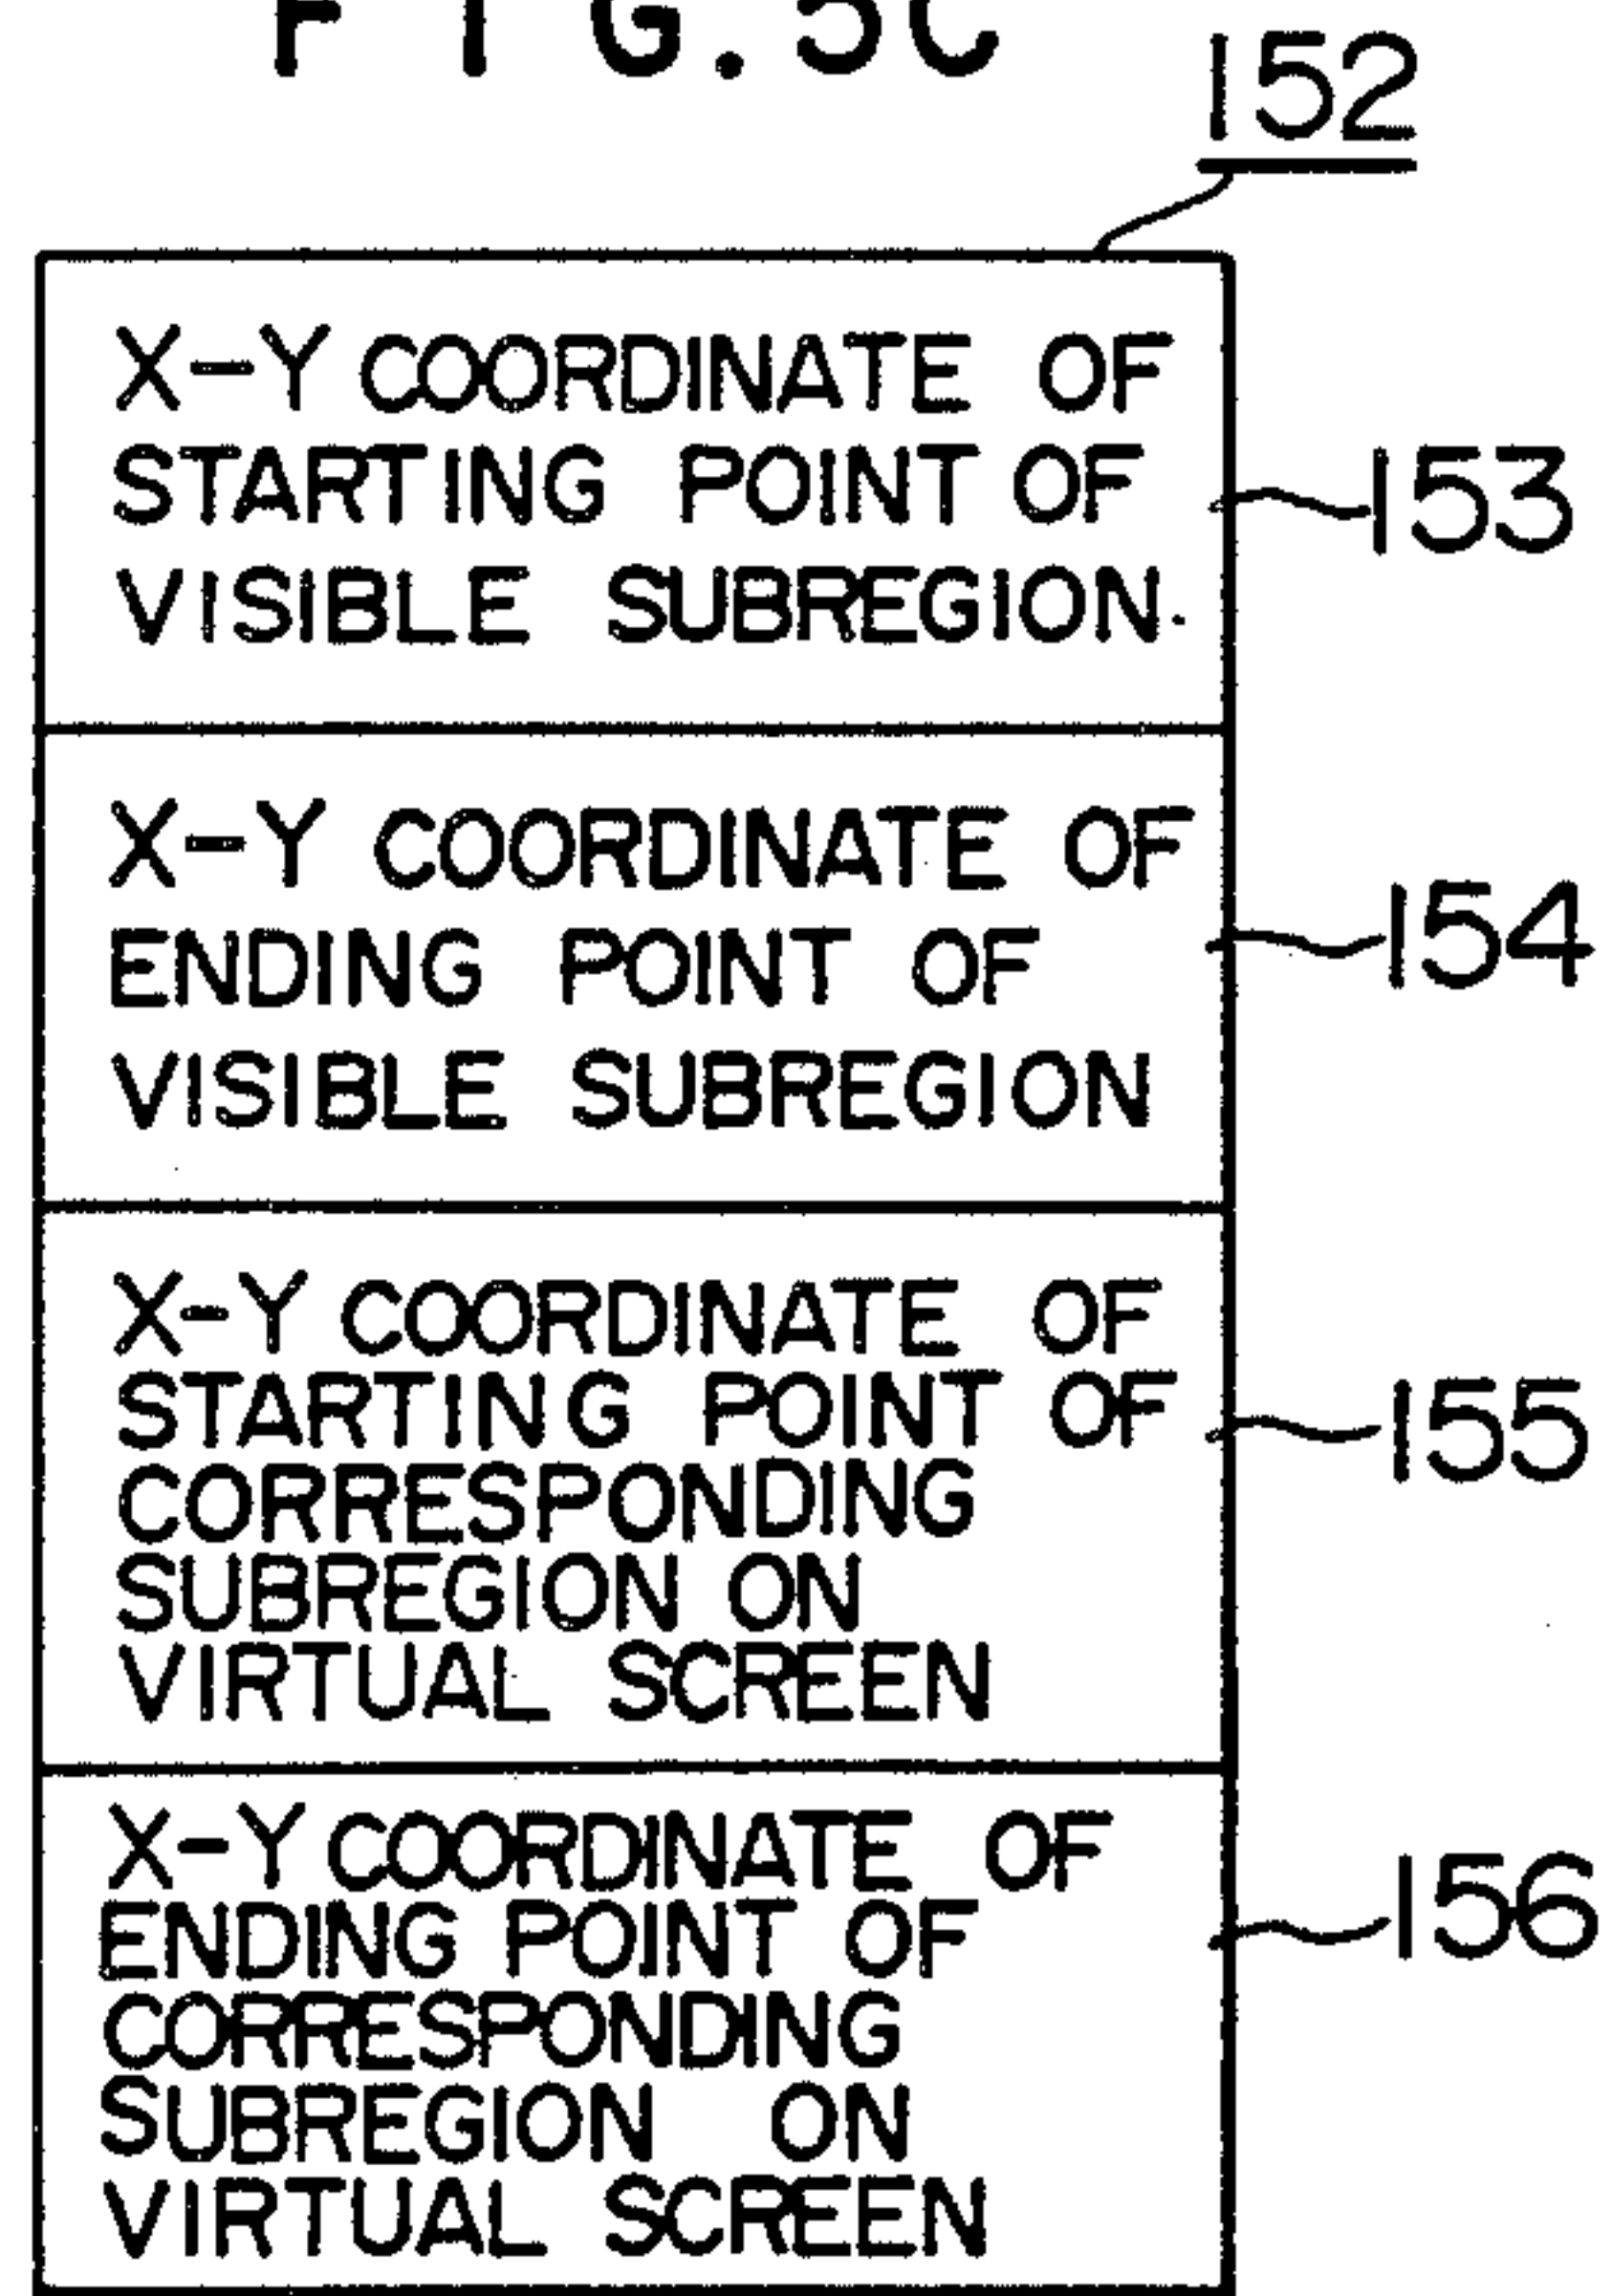 FIG.5C
152
X-Y COORDINATE OF
STARTING POINT OF
VISIBLE SUBREGION.
153
X-Y COORDINATE OF
ENDING POINT OF
VISIBLE SUBREGION
154
X-Y COORDINATE OF
STARTING POINT OF
CORRESPONDING
SUBREGION ON
VIRTUAL SCREEN
155
X-Y COORDINATE OF
ENDING POINT OF
CORRESPONDING
SUBREGION ON
VIRTUAL SCREEN
156